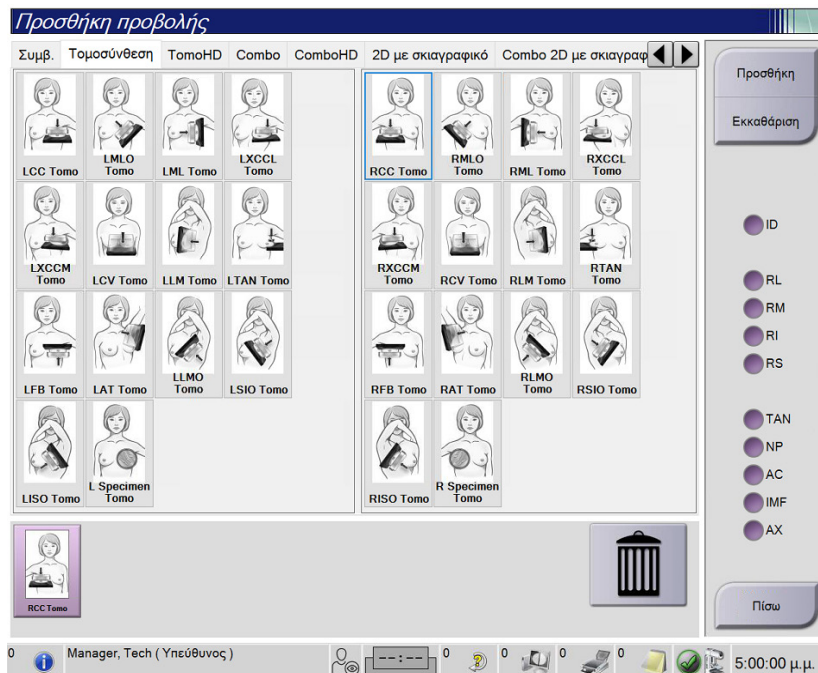 Προσθήκη προβολής
Συμβ. Τομοσύνθεση TomoHD Combo ComboHD 2D με σκιαγραφικό Combo 2D με σκιαγραφ
LCC Tomo
LMLO
Tomo
LML Tomo
LXCCL
Tomo
RCC Tomo
RMLO
Tomo
RML Tomo
RXCCL
Tomo
LXCCM
Tomo
LCV Tomo
LLM Tomo
LTAN Tomo
RXCCM
Tomo
RCV Tomo
RLM Tomo
RTAN
Tomo
LFB Tomo
LAT Tomo
LLMO
Tomo
LSIO Tomo
RFB Tomo
RAT Tomo
RLMO
Tomo
RSIO Tomo
LISO Tomo
L Specimen
Tomo
RISO Tomo
R Specimen
Tomo
RCC Tomo
Προσθήκη
Εκκαθάριση
ID
RL
RM
RI
RS
TAN
NP
AC
IMF
AX
Πίσω
0 Manager, Tech ( Υπεύθυνος ) --:-- 0 0 0 0 5:00:00 μ.μ.